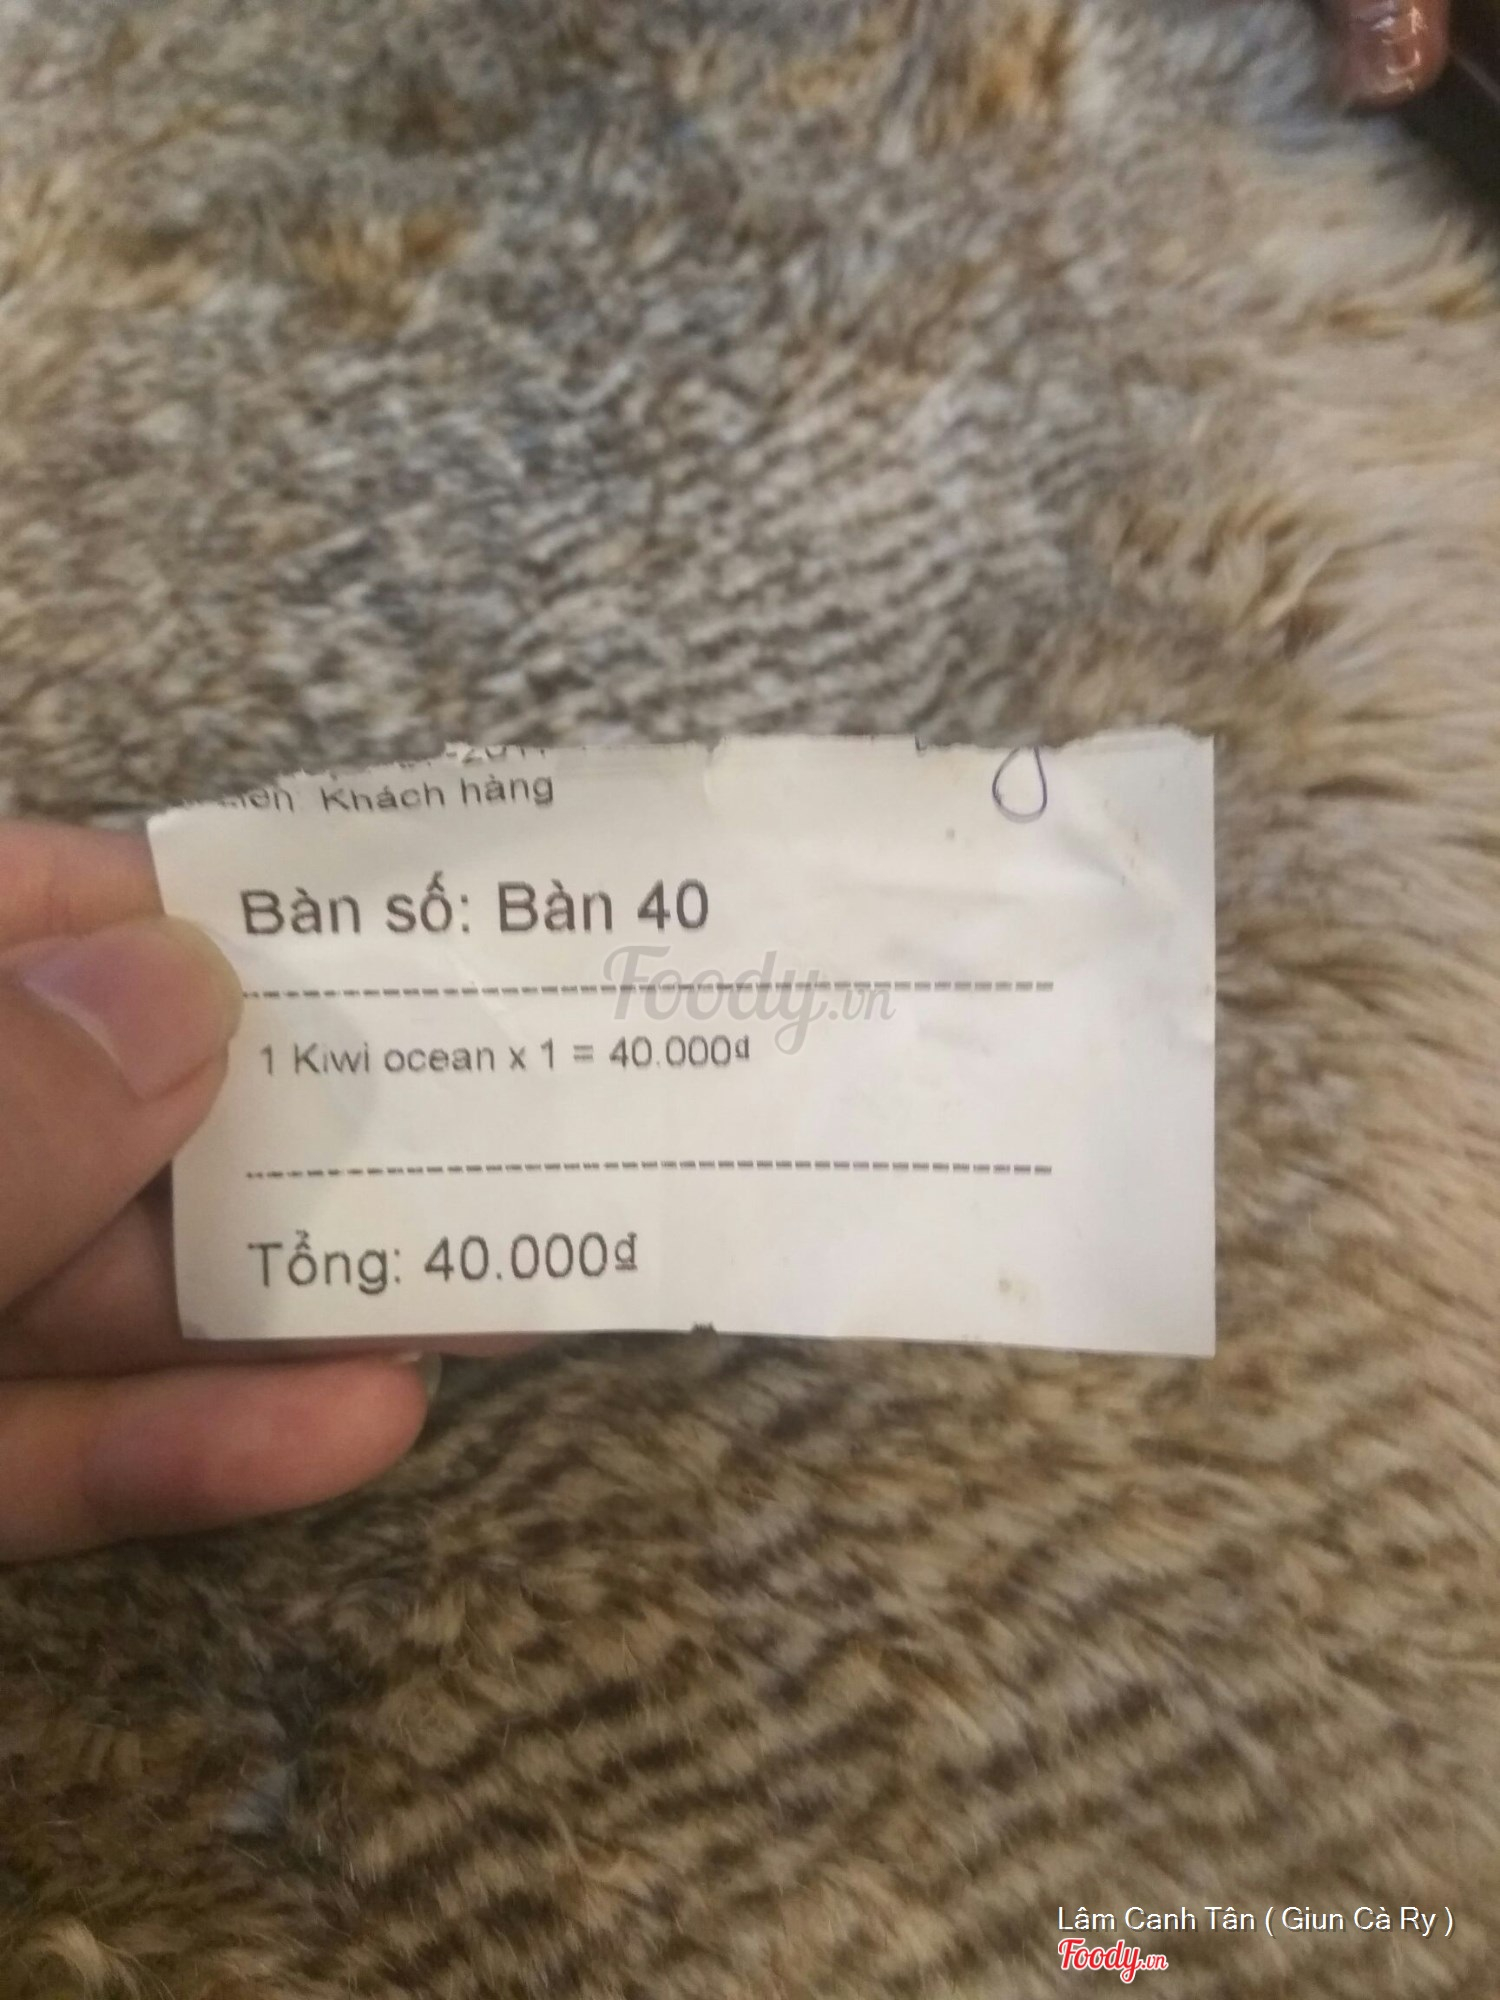 Khách hàng
Bàn số: Bàn 40
Foody.vn
1 Kiwi ocean x 1 = 40.000đ
Tổng: 40.000đ
Lâm Canh Tân ( Giun Cà Ry )
Foody.vn